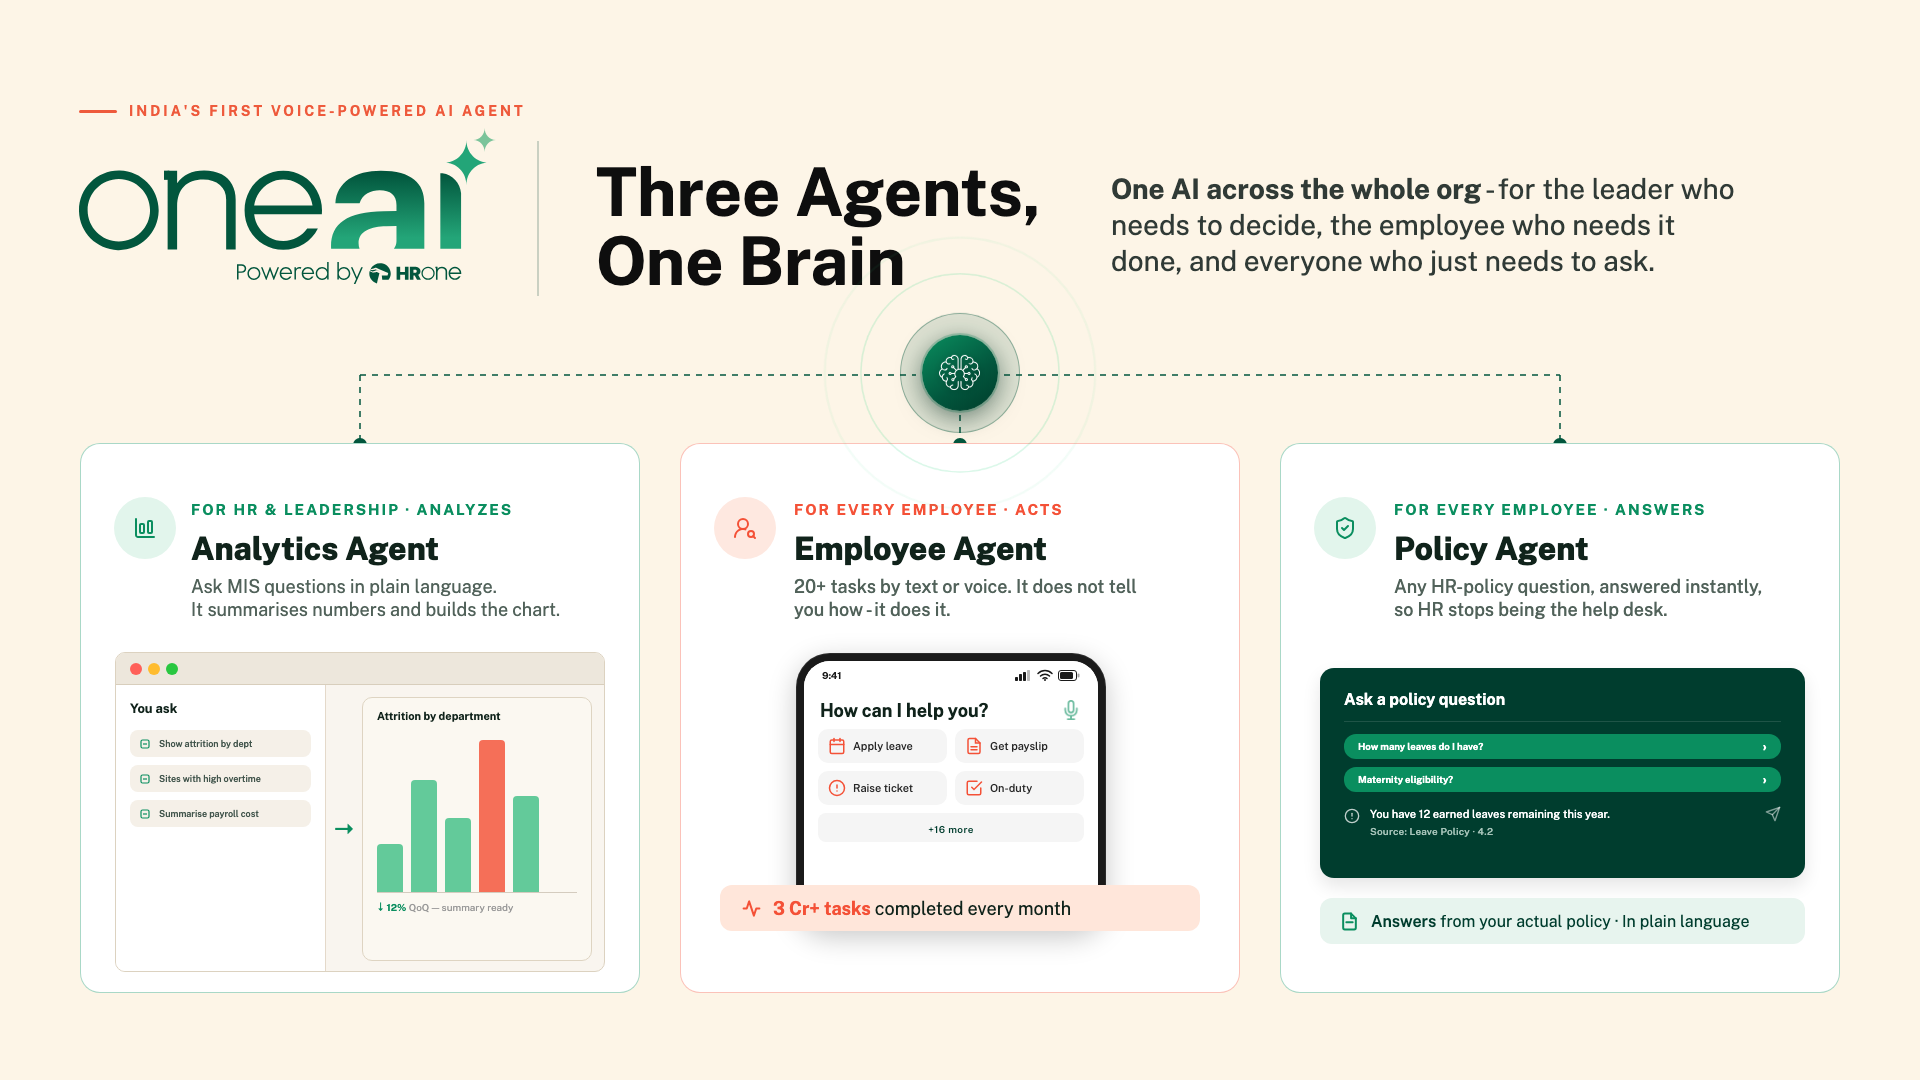 INDIA'S FIRST VOICE-POWERED AI AGENT
oneai
Powered by HRone
Three Agents,
One Brain
One AI across the whole org - for the leader who
needs to decide, the employee who needs it
done, and everyone who just needs to ask.
FOR HR & LEADERSHIP · ANALYZES
Analytics Agent
Ask MIS questions in plain language.
It summarises numbers and builds the chart.
You ask
Show attrition by dept
Sites with high overtime
Summarise payroll cost
→
Attrition by department
↓ 12% QoQ — summary ready
FOR EVERY EMPLOYEE · ACTS
Employee Agent
20+ tasks by text or voice. It does not tell
you how - it does it.
9:41
How can I help you?
Apply leave
Get payslip
Raise ticket
On-duty
+16 more
3 Cr+ tasks completed every month
FOR EVERY EMPLOYEE · ANSWERS
Policy Agent
Any HR-policy question, answered instantly,
so HR stops being the help desk.
Ask a policy question
How many leaves do I have? ›
Maternity eligibility? ›
You have 12 earned leaves remaining this year.
Source: Leave Policy · 4.2
Answers from your actual policy · In plain language